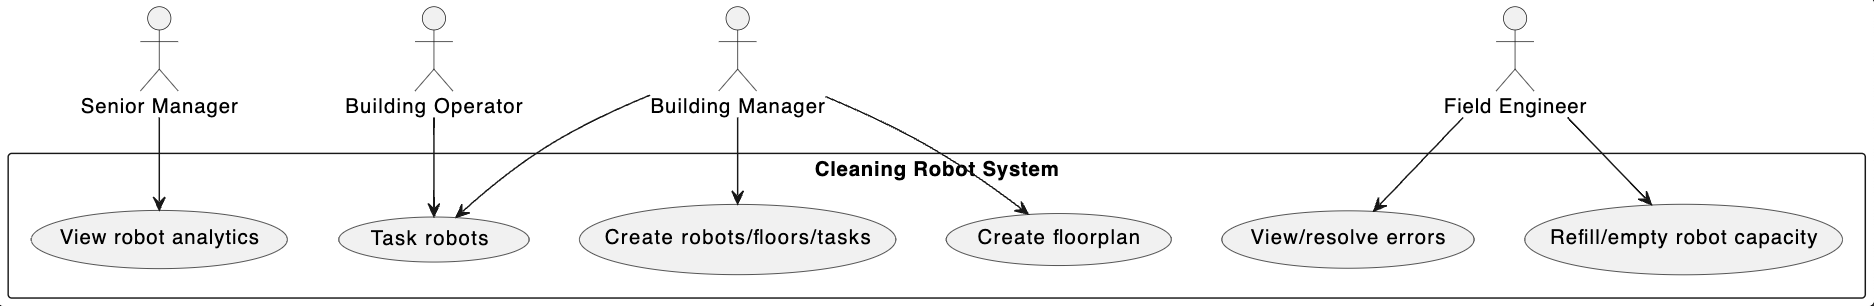 Senior Manager
Building Operator
Building Manager
Field Engineer
Cleaning Robot System
View robot analytics
Task robots
Create robots/floors/tasks
Create floorplan
View/resolve errors
Refill/empty robot capacity